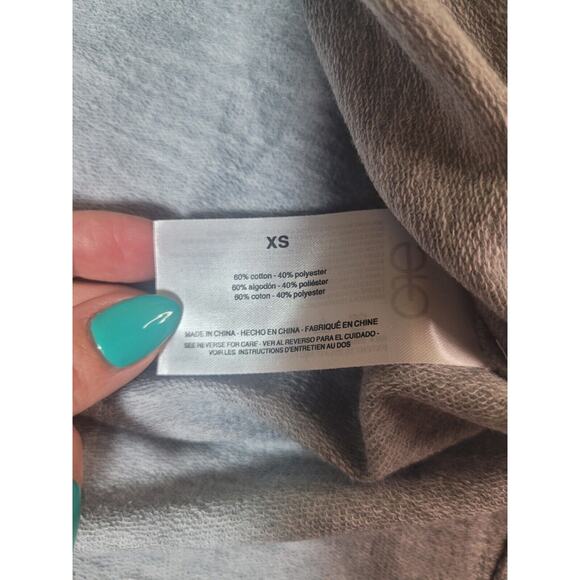 XS
60% cotton - 40% polyester
60% algodón - 40% poliéster
60% coton - 40% polyester
MADE IN CHINA - HECHO EN CHINA - FABRIQUÉ EN CHINE
SEE REVERSE FOR CARE - VER AL REVERSO PARA EL CUIDADO -
VOIR LES INSTRUCTIONS D'ENTRETIEN AU DOS